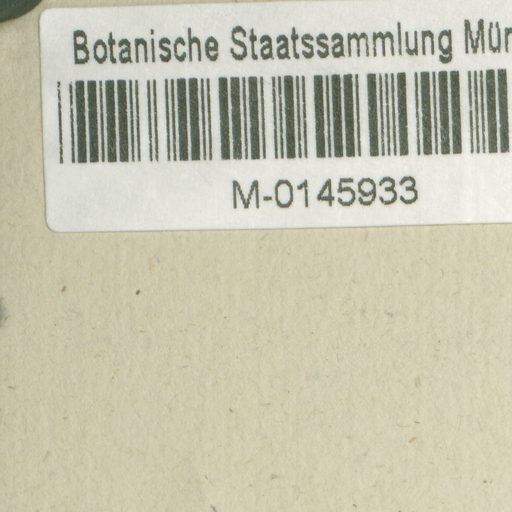 Botanische Staatssammlung Mün
M-0145933